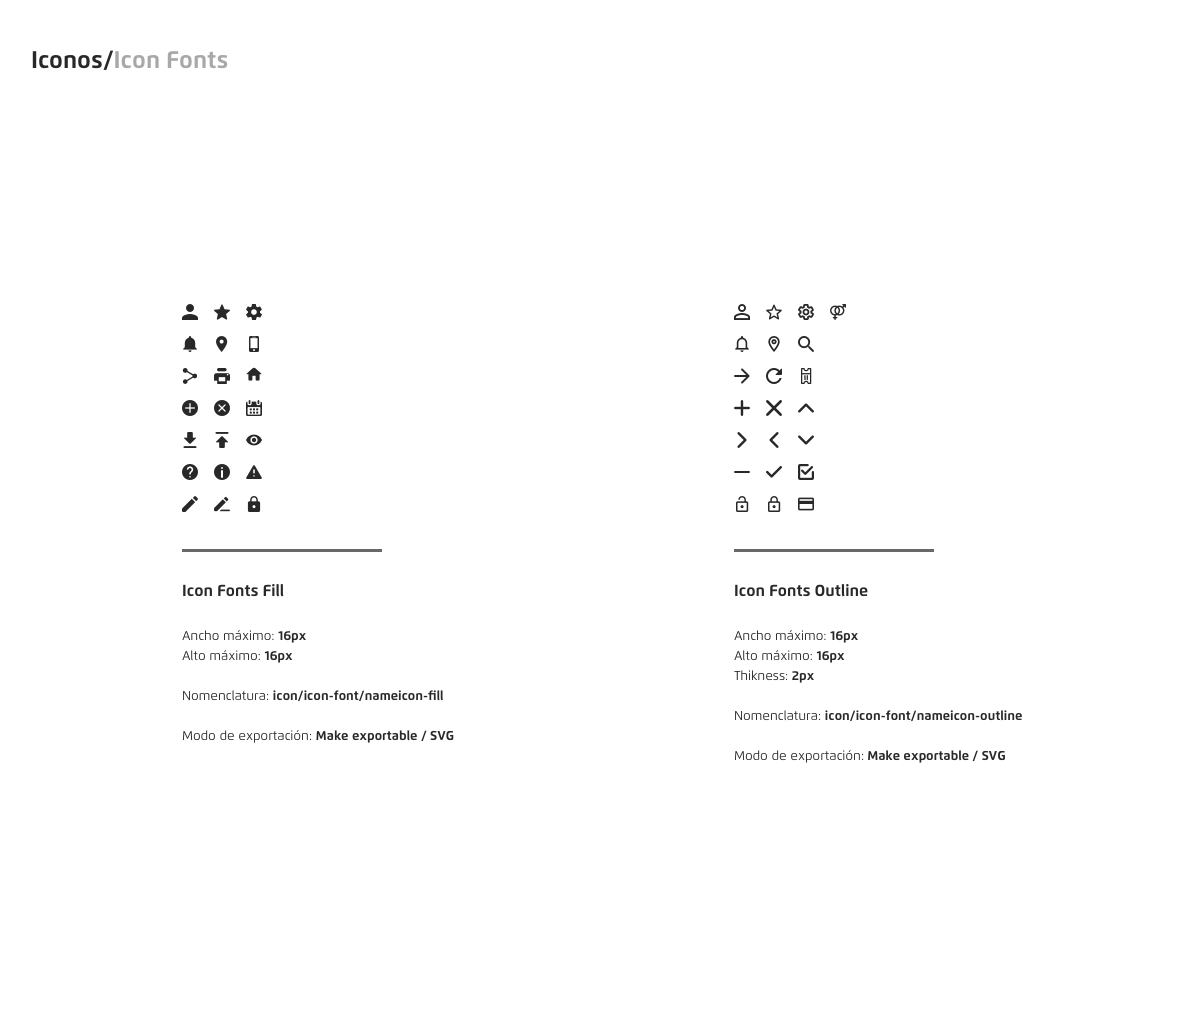 Iconos/Icon Fonts
Icon Fonts Fill
Ancho máximo: 16px
Alto máximo: 16px
Nomenclatura: icon/icon-font/nameicon-fill
Modo de exportación: Make exportable / SVG
Icon Fonts Outline
Ancho máximo: 16px
Alto máximo: 16px
Thikness: 2px
Nomenclatura: icon/icon-font/nameicon-outline
Modo de exportación: Make exportable / SVG